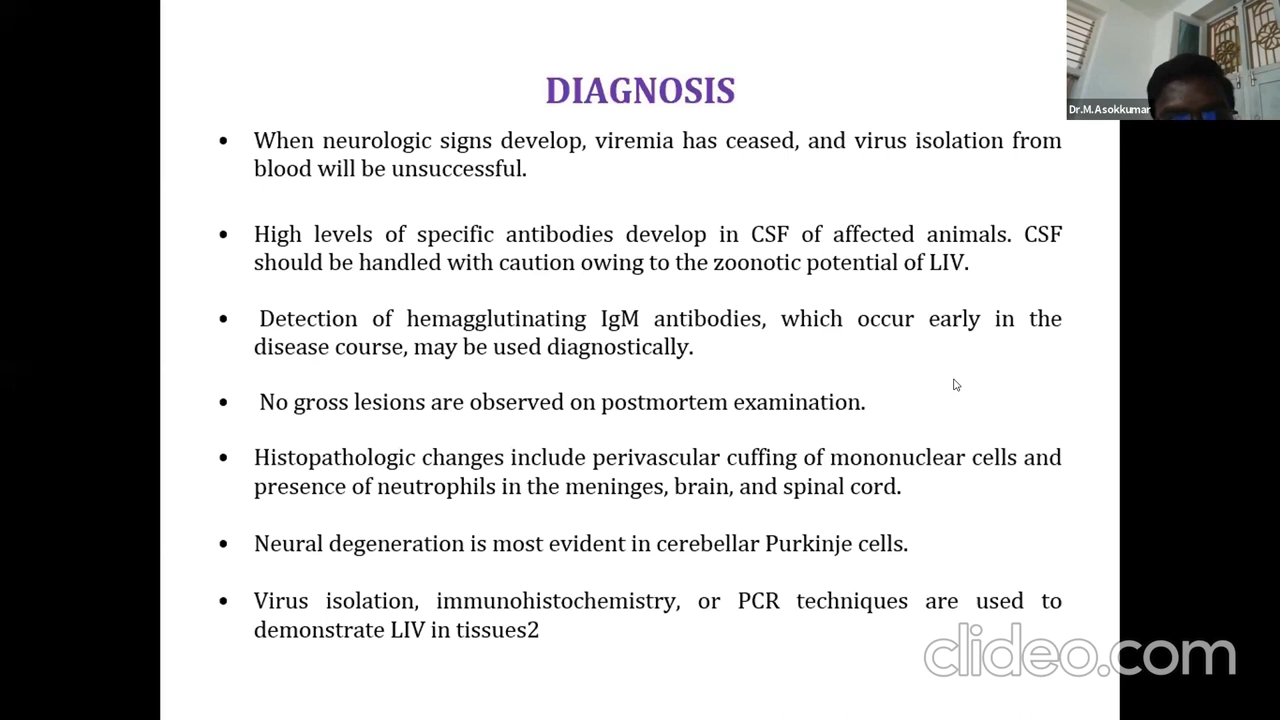 DIAGNOSIS
Dr.M.Asokkumar
• When neurologic signs develop, viremia has ceased, and virus isolation from
blood will be unsuccessful.
• High levels of specific antibodies develop in CSF of affected animals. CSF
should be handled with caution owing to the zoonotic potential of LIV.
• Detection of hemagglutinating IgM antibodies, which occur early in the
disease course, may be used diagnostically.
• No gross lesions are observed on postmortem examination.
• Histopathologic changes include perivascular cuffing of mononuclear cells and
presence of neutrophils in the meninges, brain, and spinal cord.
• Neural degeneration is most evident in cerebellar Purkinje cells.
• Virus isolation, immunohistochemistry, or PCR techniques are used to
demonstrate LIV in tissues2
clideo.com